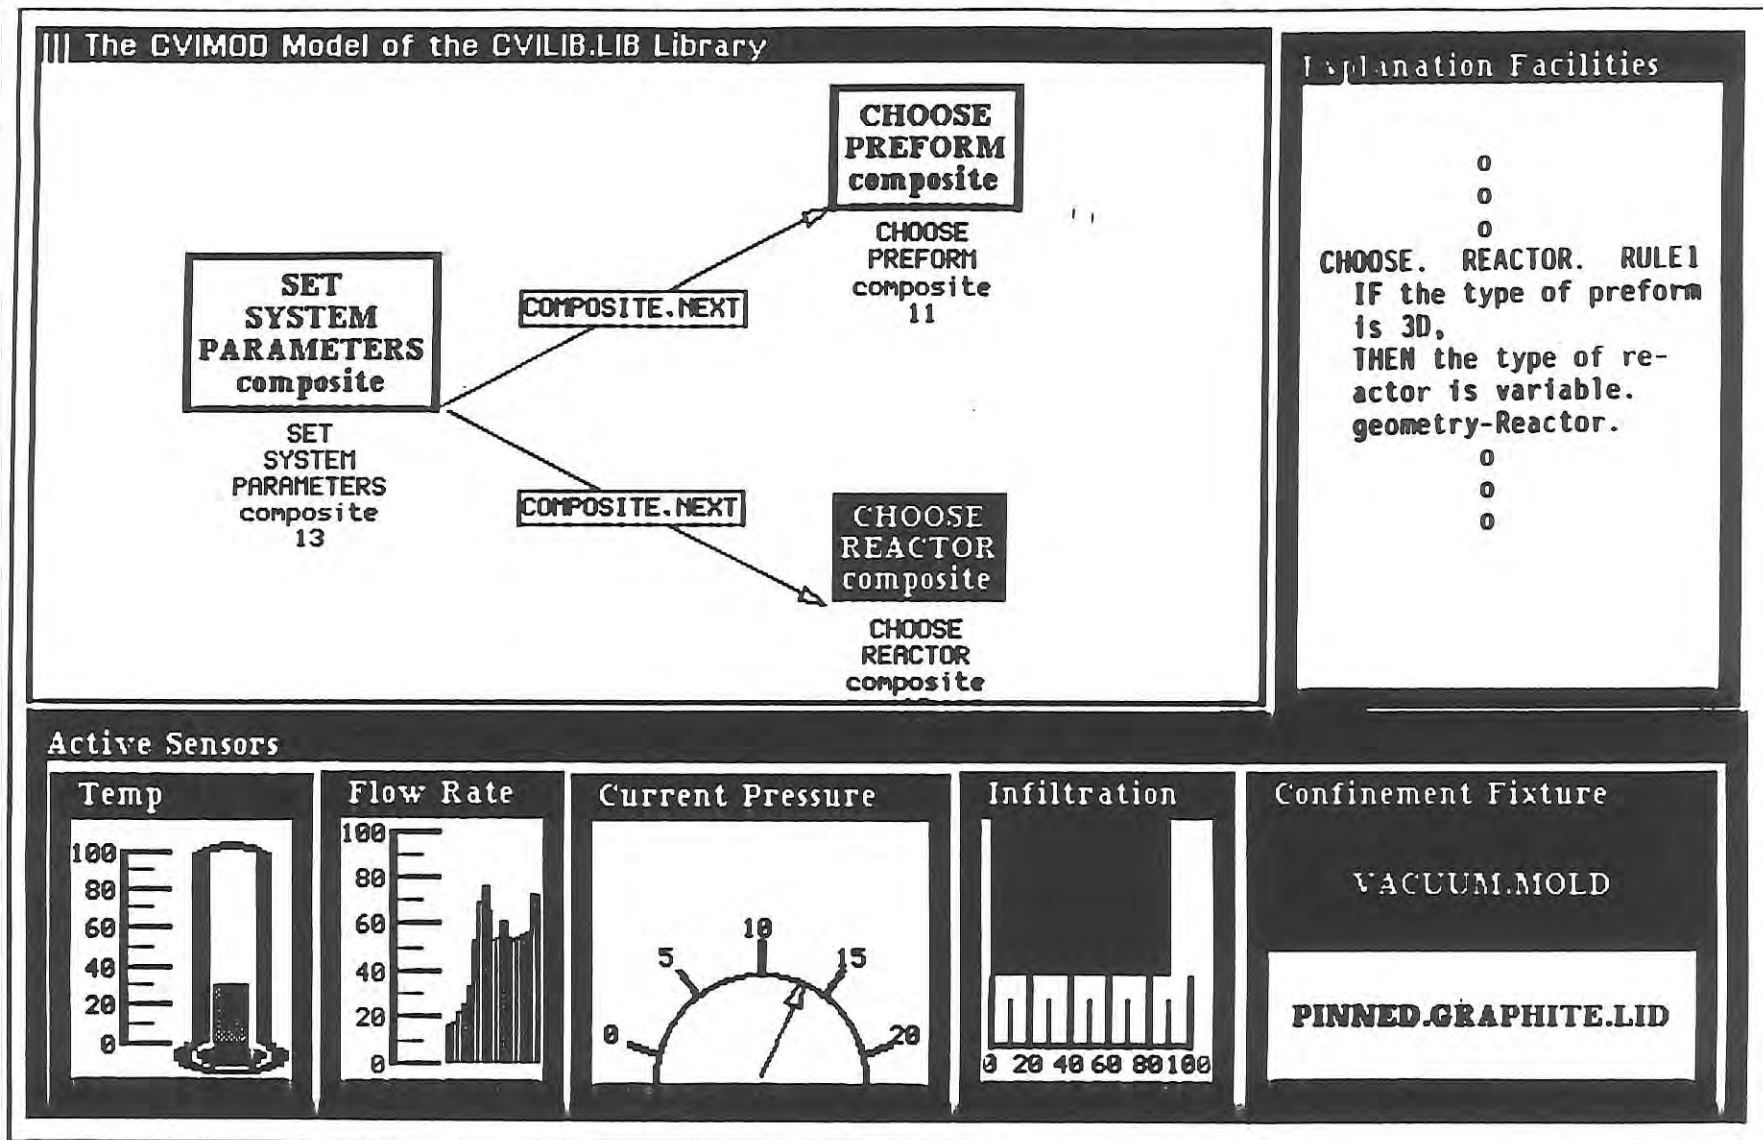 ||| The CVIMOD Model of the CVILIB.LIB Library
CHOOSE
PREFORM
composite
CHOOSE
PREFORM
composite
11
SET
SYSTEM
PARAMETERS
composite
SET
SYSTEM
PARAMETERS
composite
13
COMPOSITE.NEXT
COMPOSITE.NEXT
CHOOSE
REACTOR
composite
CHOOSE
REACTOR
composite
Explanation Facilities
o
o
o
CHOOSE. REACTOR. RULE1
IF the type of preform
is 3D,
THEN the type of re-
actor is variable.
geometry-Reactor.
o
o
o
Active Sensors
Temp
100
80
60
40
20
0
Flow Rate
100
80
60
40
20
0
Current Pressure
0
5
10
15
20
Infiltration
0 20 40 60 80 100
Confinement Fixture
VACUUM.MOLD
PINNED.GRAPHITE.LID